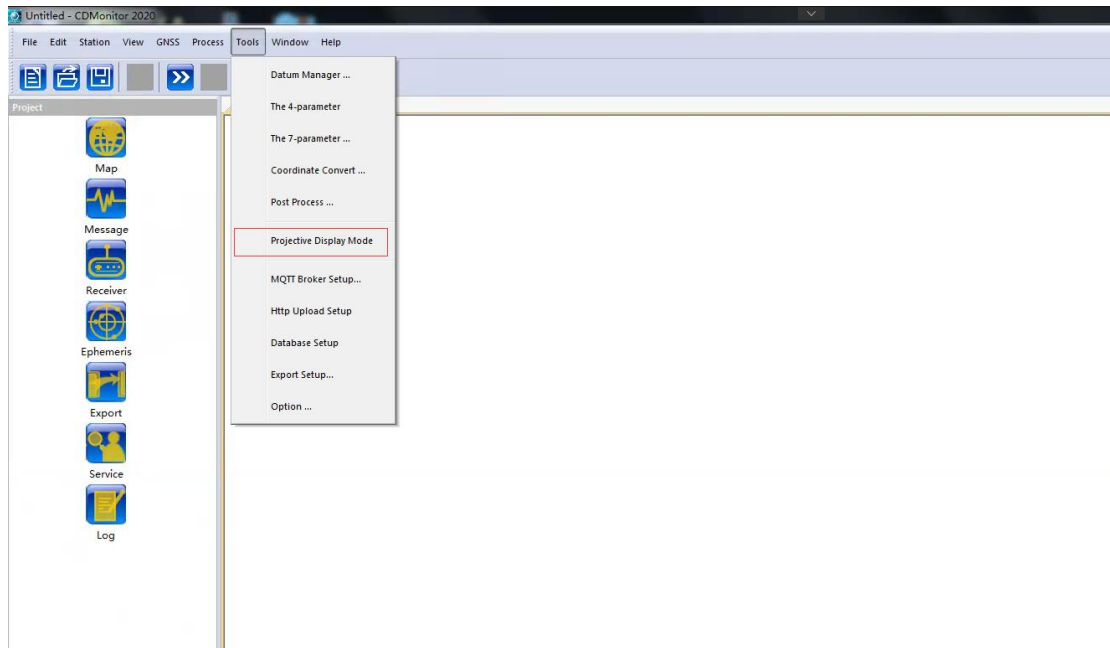 Untitled - CDMonitor 2020
File Edit Station View GNSS Process Tools Window Help
Project
Map
Message
Receiver
Ephemeris
Export
Service
Log
Datum Manager ...
The 4-parameter
The 7-parameter ...
Coordinate Convert ...
Post Process ...
Projective Display Mode
MQTT Broker Setup...
Http Upload Setup
Database Setup
Export Setup...
Option ...